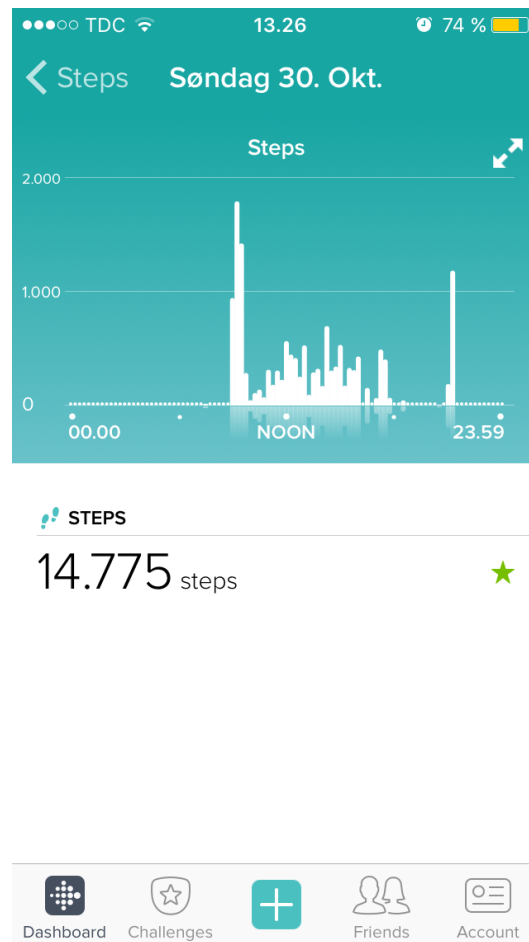 TDC 13.26 74 %
Steps Søndag 30. Okt.
Steps
2.000
1.000
0
00.00 NOON 23.59
STEPS
14.775 steps
Dashboard Challenges Friends Account